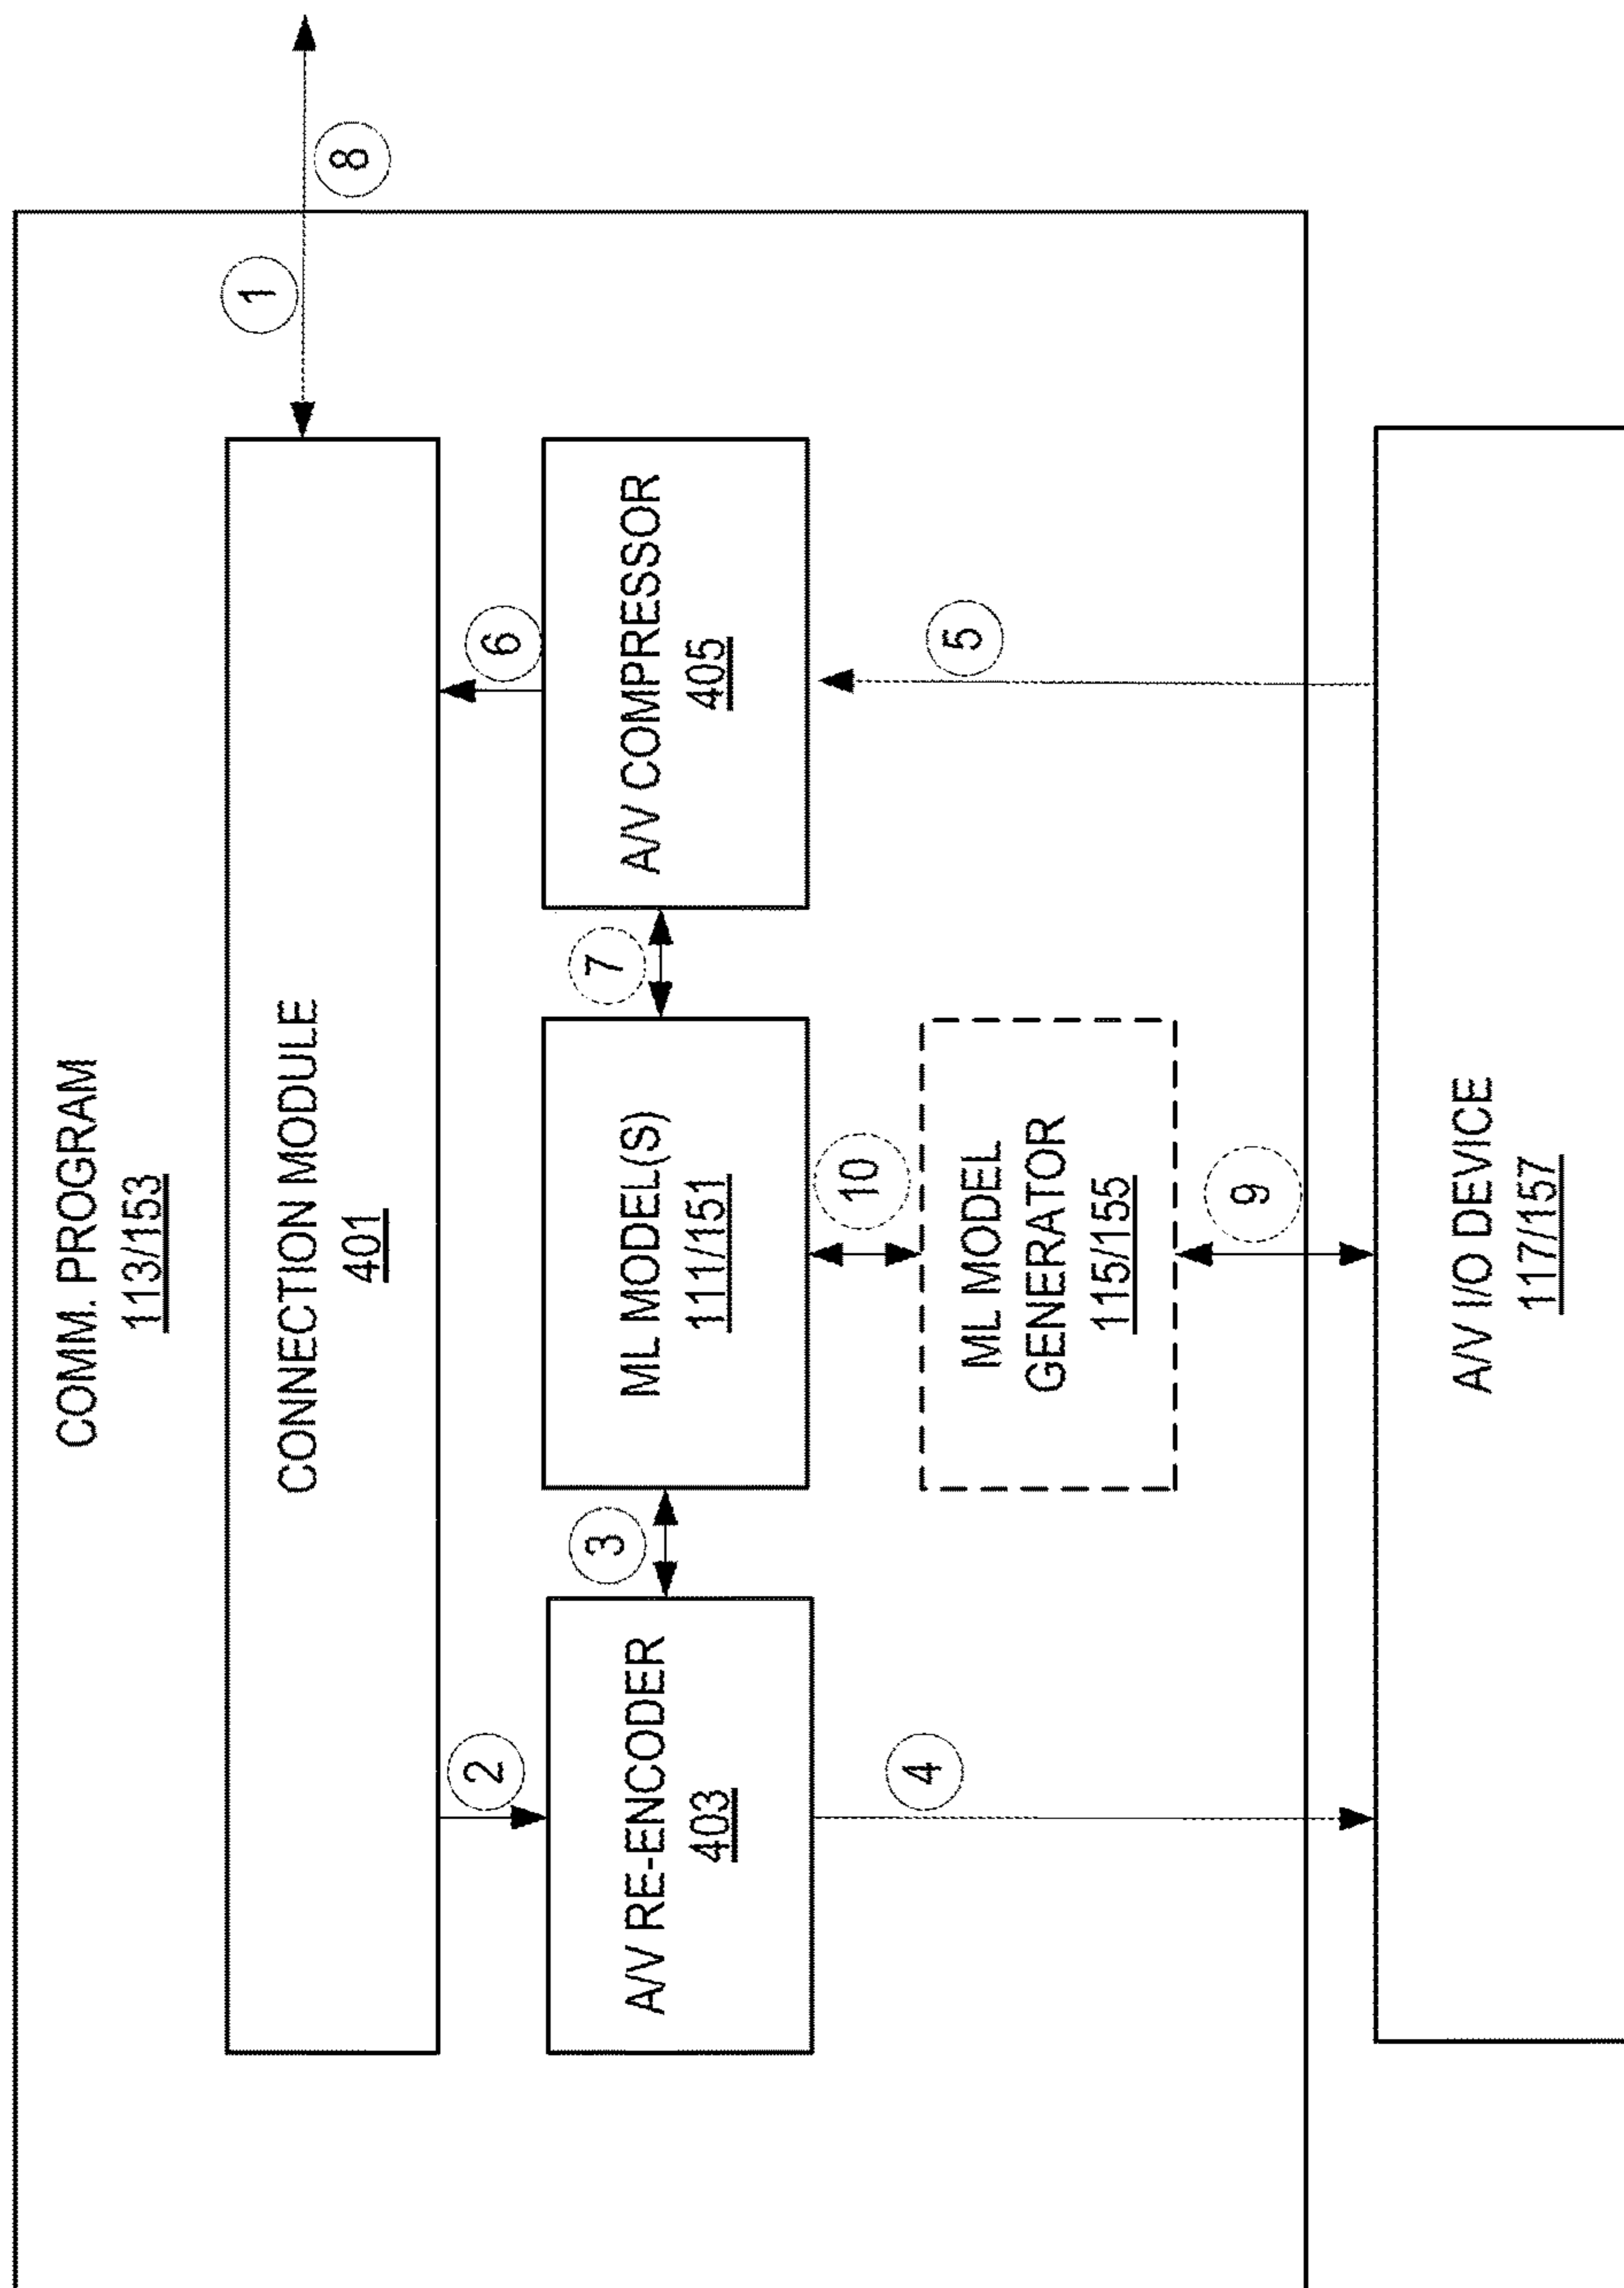 COMM. PROGRAM
113/153
1
8
CONNECTION MODULE
401
2
6
A/V RE-ENCODER
403
3
ML MODEL(S)
111/151
7
A/V COMPRESSOR
405
10
4
5
ML MODEL
GENERATOR
115/155
9
A/V I/O DEVICE
117/157